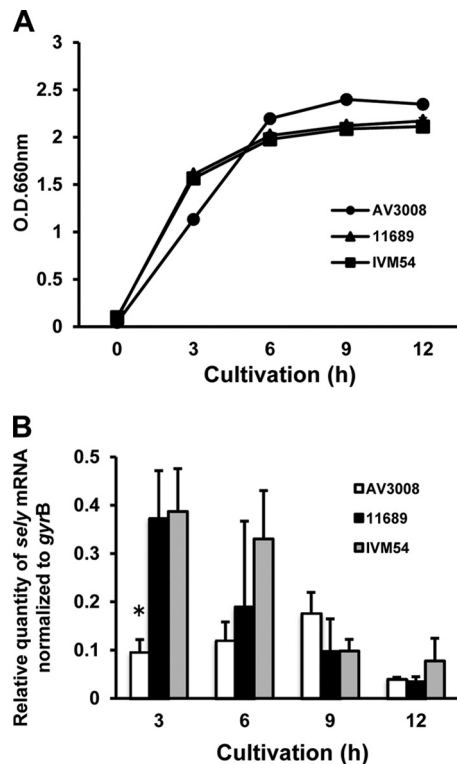 A
3
2.5
2
1.5
1
0.5
0
O.D.660nm
AV3008
11689
IVM54
0 3 6 9 12
Cultivation (h)
B
Relative quantity of sely mRNA
normalized to gyrB
0.5
0.4
0.3
0.2
0.1
0
*
AV3008
11689
IVM54
3 6 9 12
Cultivation (h)